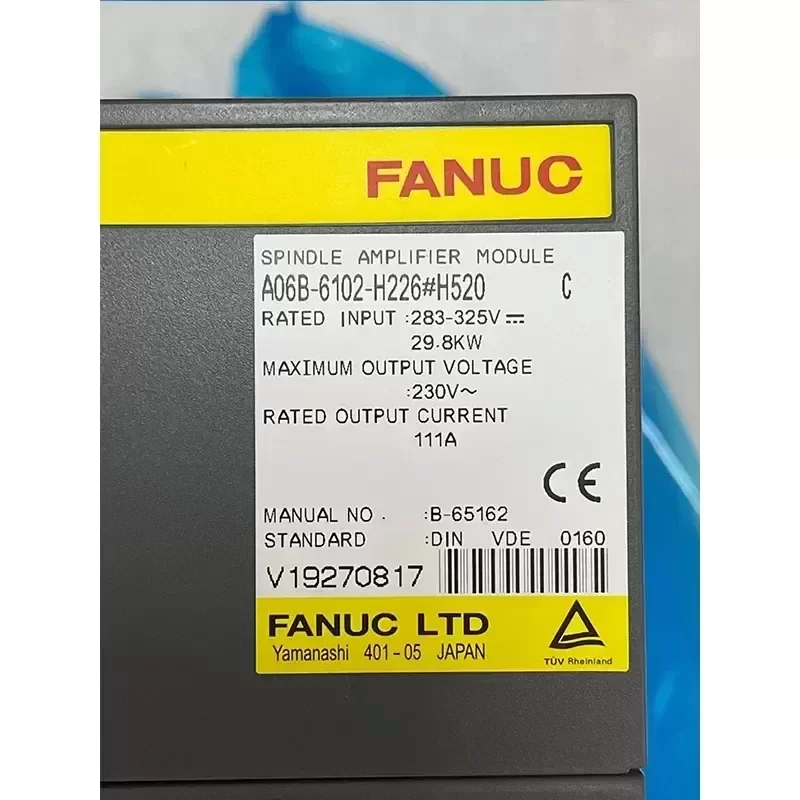 FANUC
SPINDLE AMPLIFIER MODULE
A06B-6102-H226#H520 C
RATED INPUT :283-325V⎓
29.8KW
MAXIMUM OUTPUT VOLTAGE
:230V～
RATED OUTPUT CURRENT
111A
CE
MANUAL NO. :B-65162
STANDARD :DIN VDE 0160
V19270817
FANUC LTD
Yamanashi 401-05 JAPAN
TÜV Rheinland